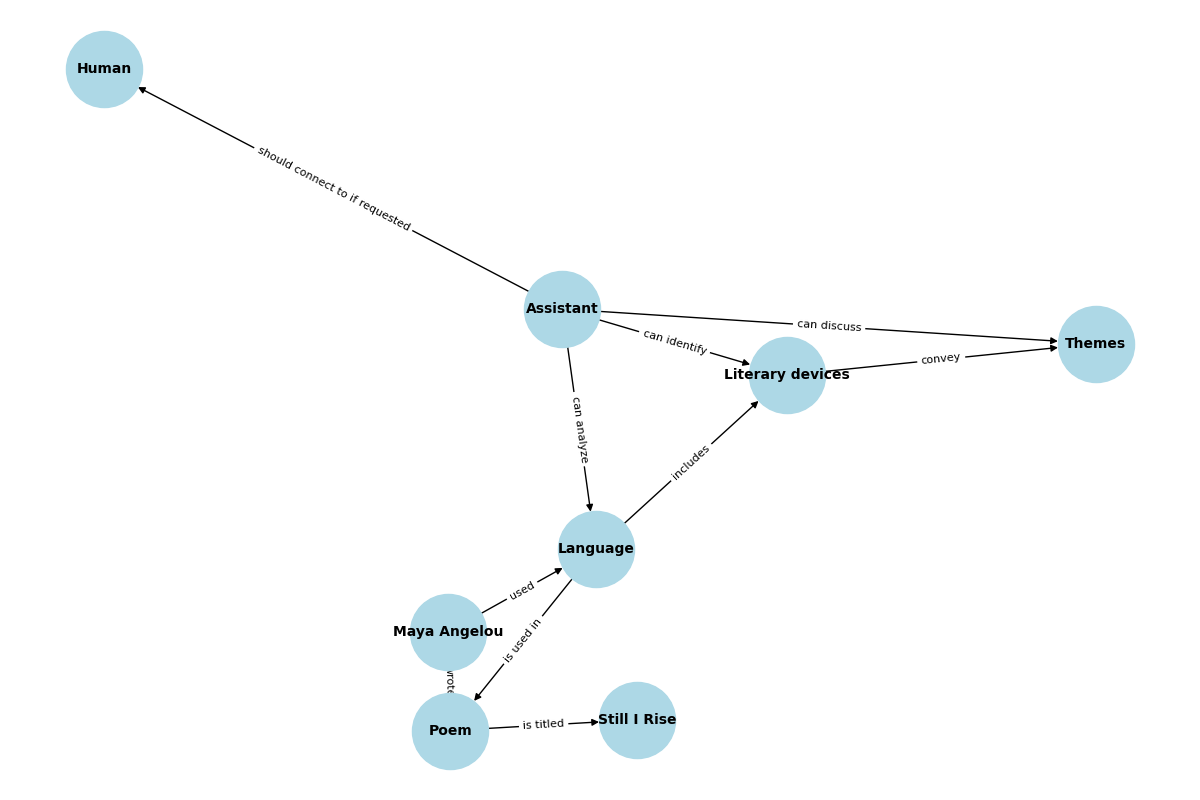 Human
should connect to if requested
Assistant
can discuss
can identify
Themes
convey
Literary devices
can analyze
includes
Language
used
Maya Angelou
is used in
Still I Rise
is titled
Poem